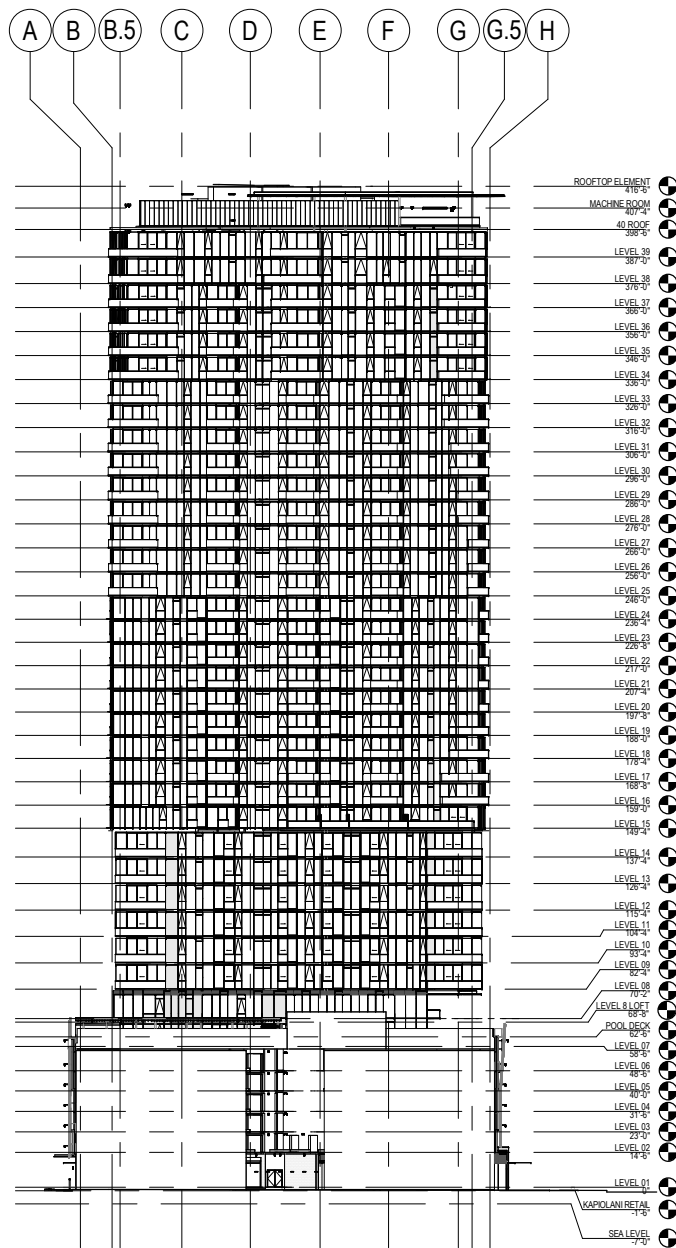 A B B.5 C D E F G G.5 H
ROOFTOP ELEMENT
416'-6"
MACHINE ROOM
407'-4"
40 ROOF
398'-6"
LEVEL 39
387'-0"
LEVEL 38
376'-0"
LEVEL 37
366'-0"
LEVEL 36
356'-0"
LEVEL 35
346'-0"
LEVEL 34
336'-0"
LEVEL 33
326'-0"
LEVEL 32
316'-0"
LEVEL 31
306'-0"
LEVEL 30
296'-0"
LEVEL 29
286'-0"
LEVEL 28
276'-0"
LEVEL 27
266'-0"
LEVEL 26
256'-0"
LEVEL 25
246'-0"
LEVEL 24
236'-4"
LEVEL 23
226'-8"
LEVEL 22
217'-0"
LEVEL 21
207'-4"
LEVEL 20
197'-8"
LEVEL 19
188'-0"
LEVEL 18
178'-4"
LEVEL 17
168'-8"
LEVEL 16
159'-0"
LEVEL 15
149'-4"
LEVEL 14
137'-4"
LEVEL 13
126'-4"
LEVEL 12
115'-4"
LEVEL 11
104'-4"
LEVEL 10
93'-4"
LEVEL 09
82'-4"
LEVEL 08
70'-2"
LEVEL 8 LOFT
68'-8"
POOL DECK
62'-6"
LEVEL 07
58'-6"
LEVEL 06
48'-6"
LEVEL 05
40'-0"
LEVEL 04
31'-6"
LEVEL 03
23'-0"
LEVEL 02
14'-6"
LEVEL 01
0"
KAPIOLANI RETAIL
-1'-6"
SEA LEVEL
-7'-0"